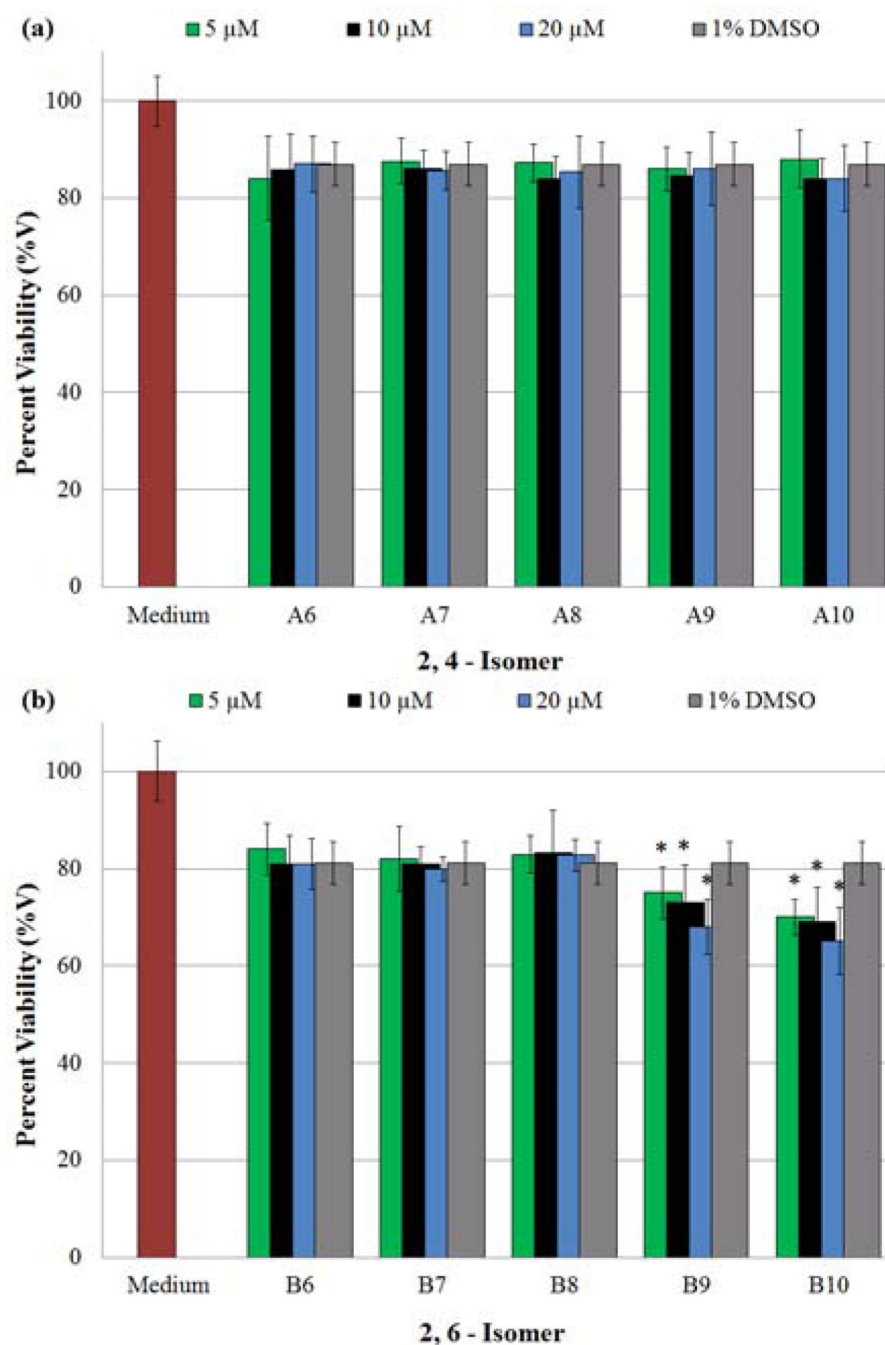 (a)
5 µM 10 µM 20 µM 1% DMSO
Percent Viability (%V)
100
80
60
40
20
0
Medium A6 A7 A8 A9 A10
2, 4 - Isomer
(b)
5 µM 10 µM 20 µM 1% DMSO
Percent Viability (%V)
100
80
60
40
20
0
* * * * * *
Medium B6 B7 B8 B9 B10
2, 6 - Isomer